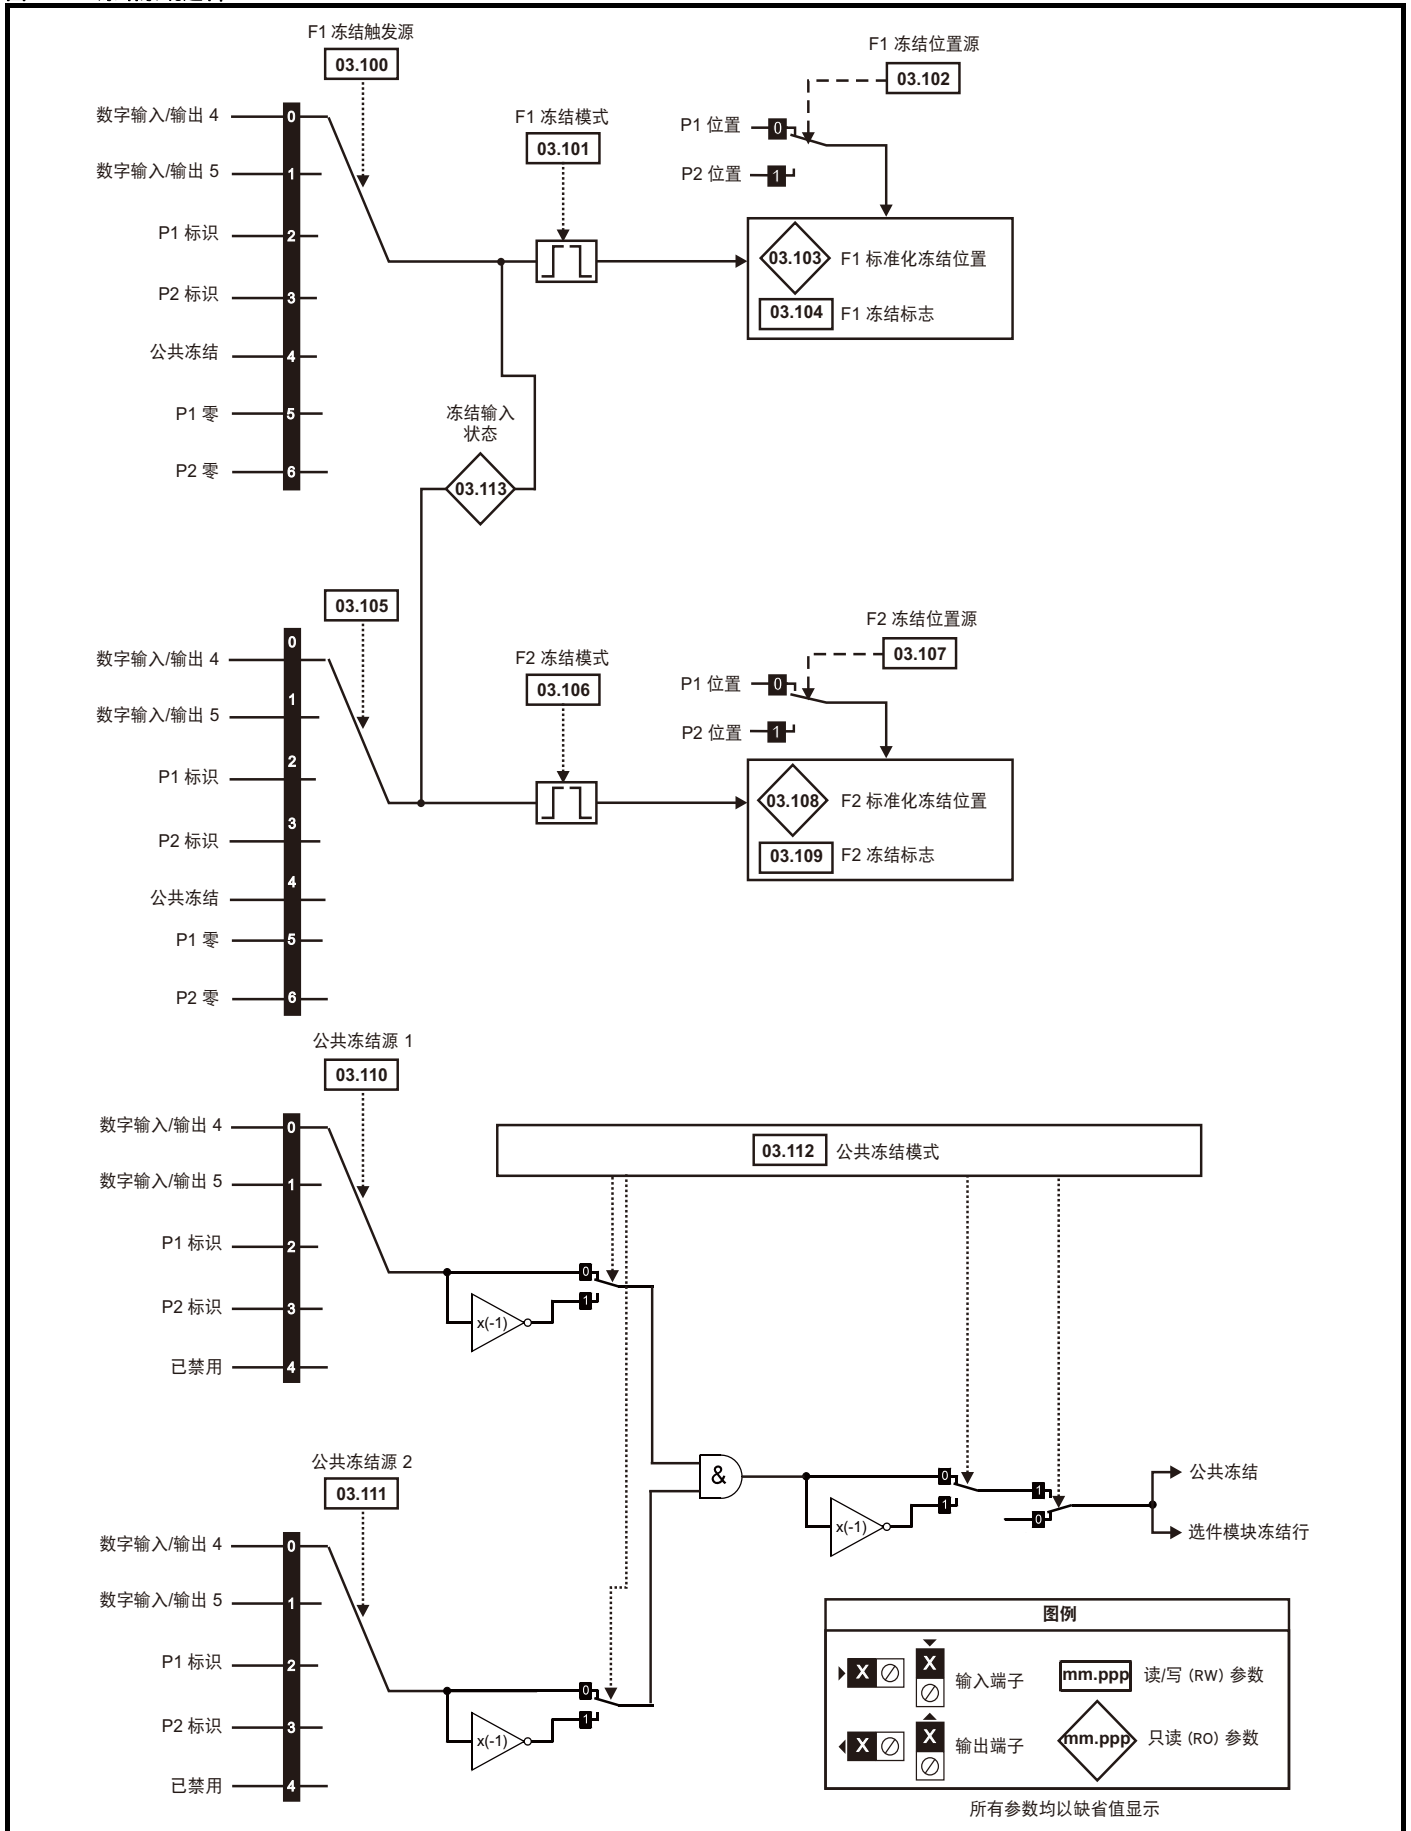 F1 冻结触发源
03.100
F1 冻结位置源
03.102
数字输入/输出 4
0
F1 冻结模式
03.101
P1 位置
0
数字输入/输出 5
1
P2 位置
1
P1 标识
2
03.103
F1 标准化冻结位置
P2 标识
3
03.104
F1 冻结标志
公共冻结
4
P1 零
5
冻结输入
状态
P2 零
6
03.113
03.105
F2 冻结位置源
03.107
0
数字输入/输出 4
F2 冻结模式
03.106
P1 位置
0
1
数字输入/输出 5
P2 位置
1
2
P1 标识
03.108
F2 标准化冻结位置
3
P2 标识
03.109
F2 冻结标志
4
公共冻结
P1 零
5
P2 零
6
公共冻结源 1
03.110
数字输入/输出 4
0
03.112
公共冻结模式
数字输入/输出 5
1
P1 标识
2
0
1
P2 标识
3
x(-1)
已禁用
4
公共冻结源 2
03.111
&
0
1
公共冻结
1
0
x(-1)
选件模块冻结行
数字输入/输出 4
0
数字输入/输出 5
1
P1 标识
2
0
1
P2 标识
3
x(-1)
已禁用
4
图例
X
X
输入端子
mm.ppp
读/写 (RW) 参数
X
X
输出端子
mm.ppp
只读 (RO) 参数
所有参数均以缺省值显示